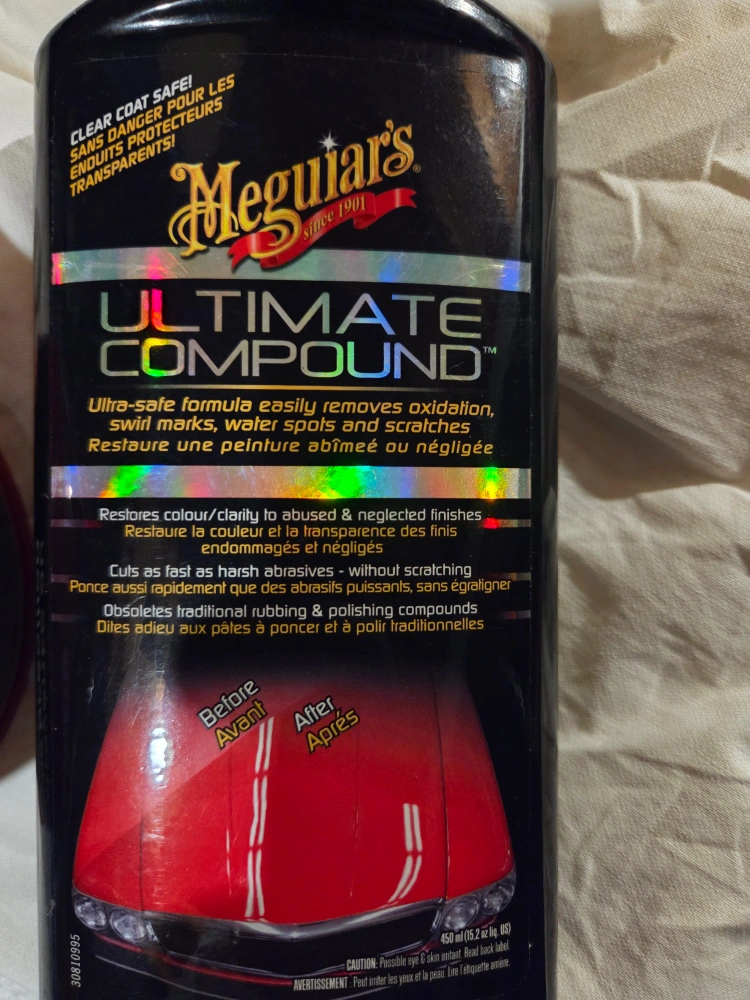 CLEAR COAT SAFE!
SANS DANGER POUR LES
ENDUITS PROTECTEURS
TRANSPARENTS!
Meguiar's®
since 1901
ULTIMATE
COMPOUND™
Ultra-safe formula easily removes oxidation,
swirl marks, water spots and scratches
Restaure une peinture abîmeé ou négligée
Restores colour/clarity to abused & neglected finishes
Restaure la couleur et la transparence des finis
endommagés et négligés
Cuts as fast as harsh abrasives - without scratching
Ponce aussi rapidement que des abrasifs puissants, sans égratigner
Obsoletes traditional rubbing & polishing compounds
Dites adieu aux pâtes à poncer et à polir traditionnelles
Before
Avant
After
Aprés
450 ml (15.2 oz liq. US)
CAUTION: Possible eye & skin irritant. Read back label.
AVERTISSEMENT: Peut irriter les yeux et la peau. Lire l'étiquette arrière.
30810995